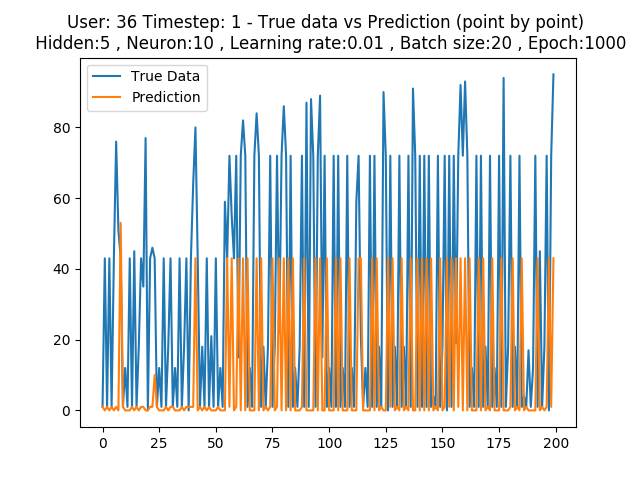 User: 36 Timestep: 1 - True data vs Prediction (point by point)
Hidden:5 , Neuron:10 , Learning rate:0.01 , Batch size:20 , Epoch:1000
True Data
Prediction
80
60
40
20
0
0 25 50 75 100 125 150 175 200